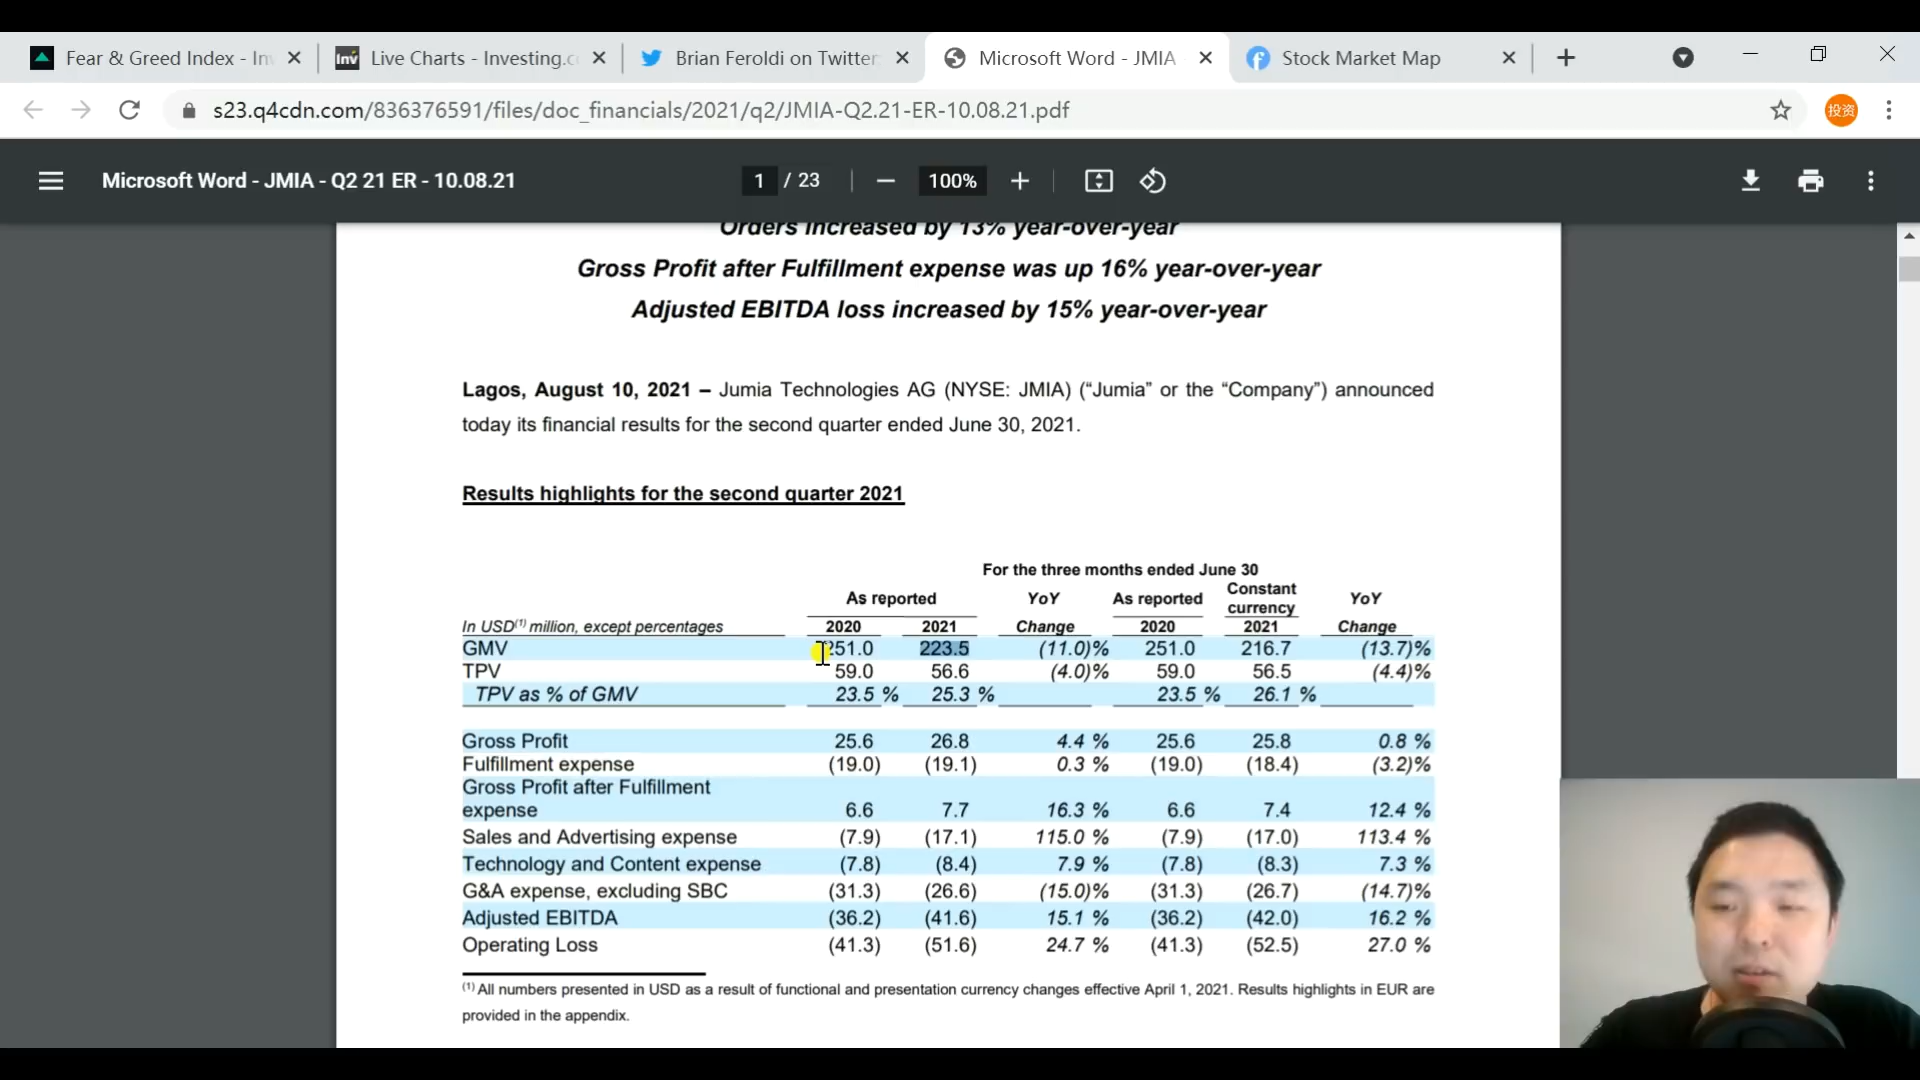 Fear & Greed Index - In
Live Charts - Investing.c
Brian Feroldi on Twitter
Microsoft Word - JMIA
Stock Market Map
s23.q4cdn.com/836376591/files/doc_financials/2021/q2/JMIA-Q2.21-ER-10.08.21.pdf
投资
Microsoft Word - JMIA - Q2 21 ER - 10.08.21
1 / 23
100%
Orders increased by 13% year-over-year
Gross Profit after Fulfillment expense was up 16% year-over-year
Adjusted EBITDA loss increased by 15% year-over-year
Lagos, August 10, 2021 – Jumia Technologies AG (NYSE: JMIA) (“Jumia” or the “Company”) announced
today its financial results for the second quarter ended June 30, 2021.
Results highlights for the second quarter 2021
For the three months ended June 30
As reported YoY As reported Constant currency YoY
In USD(1) million, except percentages 2020 2021 Change 2020 2021 Change
GMV 251.0 223.5 (11.0)% 251.0 216.7 (13.7)%
TPV 59.0 56.6 (4.0)% 59.0 56.5 (4.4)%
TPV as % of GMV 23.5 % 25.3 % 23.5 % 26.1 %
Gross Profit 25.6 26.8 4.4 % 25.6 25.8 0.8 %
Fulfillment expense (19.0) (19.1) 0.3 % (19.0) (18.4) (3.2)%
Gross Profit after Fulfillment
expense 6.6 7.7 16.3 % 6.6 7.4 12.4 %
Sales and Advertising expense (7.9) (17.1) 115.0 % (7.9) (17.0) 113.4 %
Technology and Content expense (7.8) (8.4) 7.9 % (7.8) (8.3) 7.3 %
G&A expense, excluding SBC (31.3) (26.6) (15.0)% (31.3) (26.7) (14.7)%
Adjusted EBITDA (36.2) (41.6) 15.1 % (36.2) (42.0) 16.2 %
Operating Loss (41.3) (51.6) 24.7 % (41.3) (52.5) 27.0 %
(1) All numbers presented in USD as a result of functional and presentation currency changes effective April 1, 2021. Results highlights in EUR are
provided in the appendix.